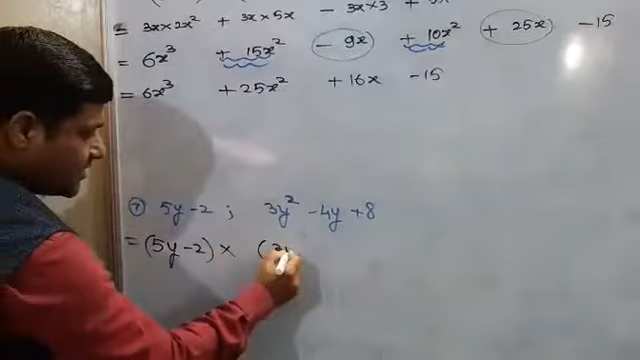 = 3x×2x² + 3x×5x - 3x×3 +
= 6x³ + 15x² - 9x + 10x² + 25x - 15
= 6x³ + 25x² + 16x - 15
⑦ 5y-2 ; 3y² - 4y + 8
= (5y-2) × (3y